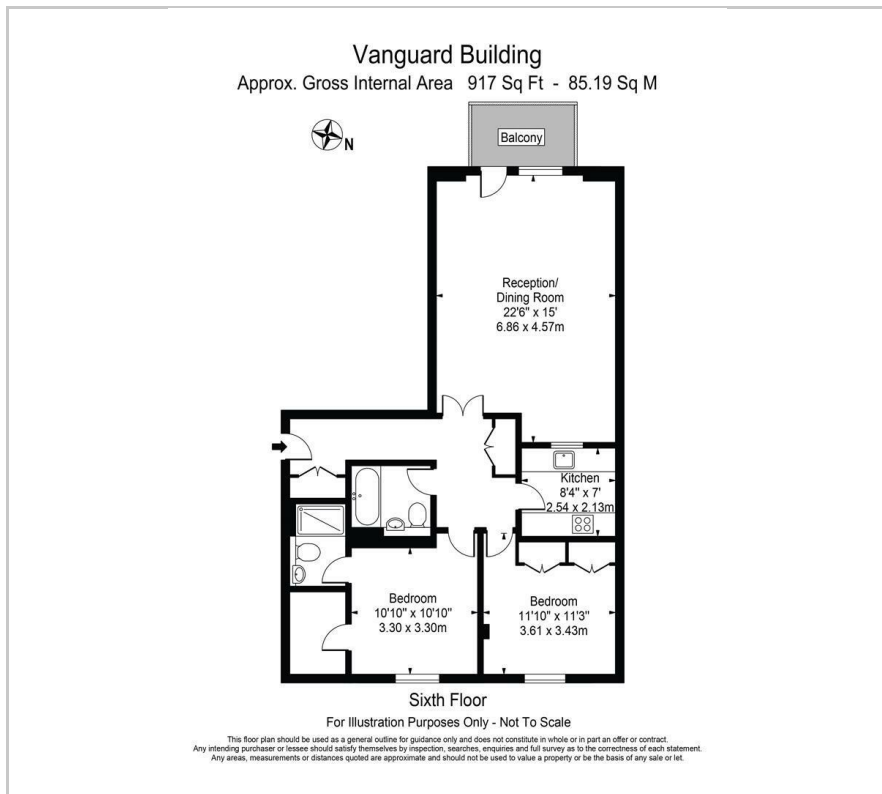 Vanguard Building
Approx. Gross Internal Area 917 Sq Ft - 85.19 Sq M
N
Balcony
Reception/
Dining Room
22'6" x 15'
6.86 x 4.57m
Kitchen
8'4" x 7'
2.54 x 2.13m
Bedroom
10'10" x 10'10"
3.30 x 3.30m
Bedroom
11'10" x 11'3"
3.61 x 3.43m
Sixth Floor
For Illustration Purposes Only - Not To Scale
This floor plan should be used as a general outline for guidance only and does not constitute in whole or in part an offer or contract.
Any intending purchaser or lessee should satisfy themselves by inspection, searches, enquiries and full survey as to the correctness of each statement.
Any areas, measurements or distances quoted are approximate and should not be used to value a property or be the basis of any sale or let.